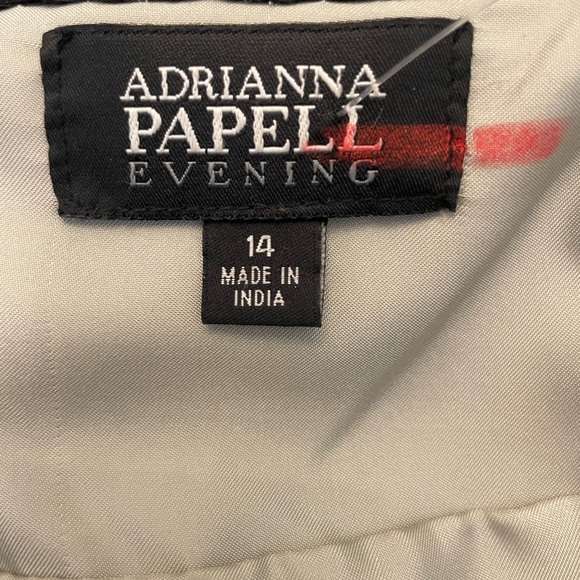 ADRIANNA
PAPELL
EVENING
14
MADE IN
INDIA